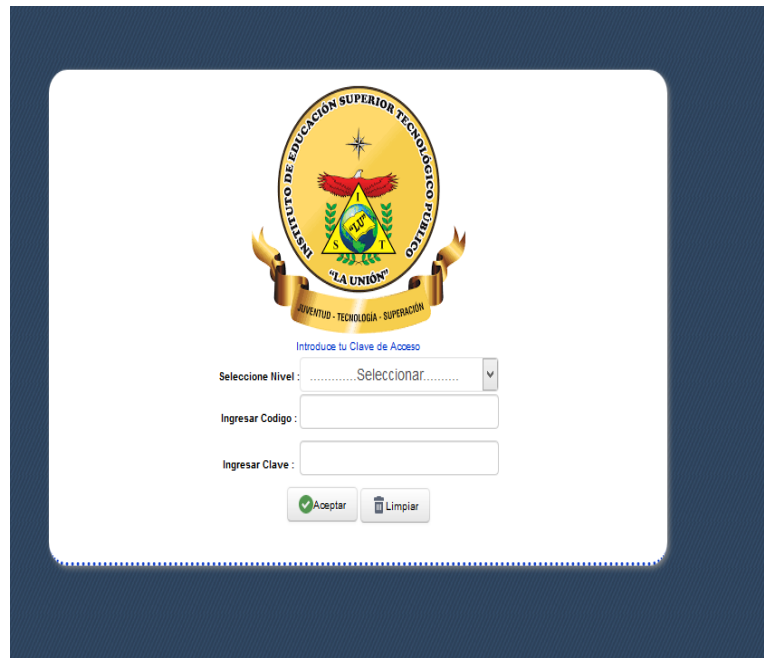 INSTITUTO DE EDUCACIÓN SUPERIOR TECNOLÓGICO PÚBLICO
I
"LU"
S T
"LA UNIÓN"
JUVENTUD - TECNOLOGÍA - SUPERACIÓN
Introduce tu Clave de Acceso
Seleccione Nivel : .............Seleccionar..........
Ingresar Codigo :
Ingresar Clave :
Aceptar Limpiar